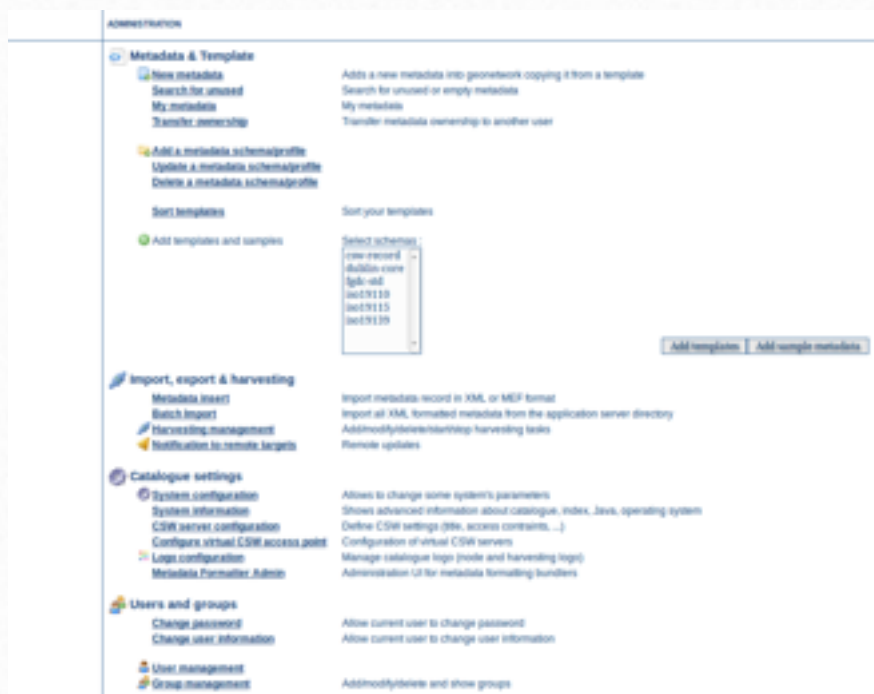 ADMINISTRATION
Metadata & Template
New metadata Adds a new metadata into geonetwork copying it from a template
Search for unused Search for unused or empty metadata
My metadata My metadata
Transfer ownership Transfer metadata ownership to another user
Add a metadata schema/profile
Update a metadata schema/profile
Delete a metadata schema/profile
Sort templates Sort your templates
Add templates and samples Select schemas :
csw-record
dublin-core
fgdc-std
iso19110
iso19115
iso19139
Add templates Add sample metadata
Import, export & harvesting
Metadata insert Import metadata record in XML or MEF format
Batch Import Import all XML formatted metadata from the application server directory
Harvesting management Add/modify/delete/start/stop harvesting tasks
Notification to remote targets Remote updates
Catalogue settings
System configuration Allows to change some system's parameters
System information Shows advanced information about catalogue, index, Java, operating system
CSW server configuration Define CSW settings (title, access contraints, ...)
Configure virtual CSW access point Configuration of virtual CSW servers
Logo configuration Manage catalogue logo (node and harvesting logo)
Metadata Formatter Admin Administration UI for metadata formatting bundlers
Users and groups
Change password Allow current user to change password
Change user information Allow current user to change user information
User management
Group management Add/modify/delete and show groups